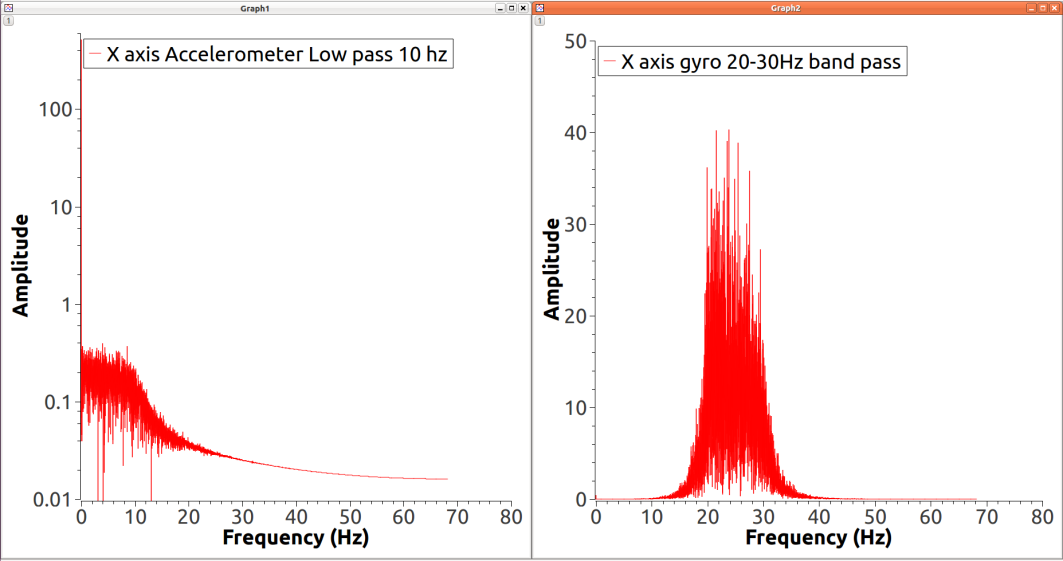 Graph1
1
X axis Accelerometer Low pass 10 hz
100
10
1
0.1
0.01
Amplitude
0 10 20 30 40 50 60 70 80
Frequency (Hz)
Graph2
1
X axis gyro 20-30Hz band pass
50
40
30
20
10
0
Amplitude
0 10 20 30 40 50 60 70 80
Frequency (Hz)